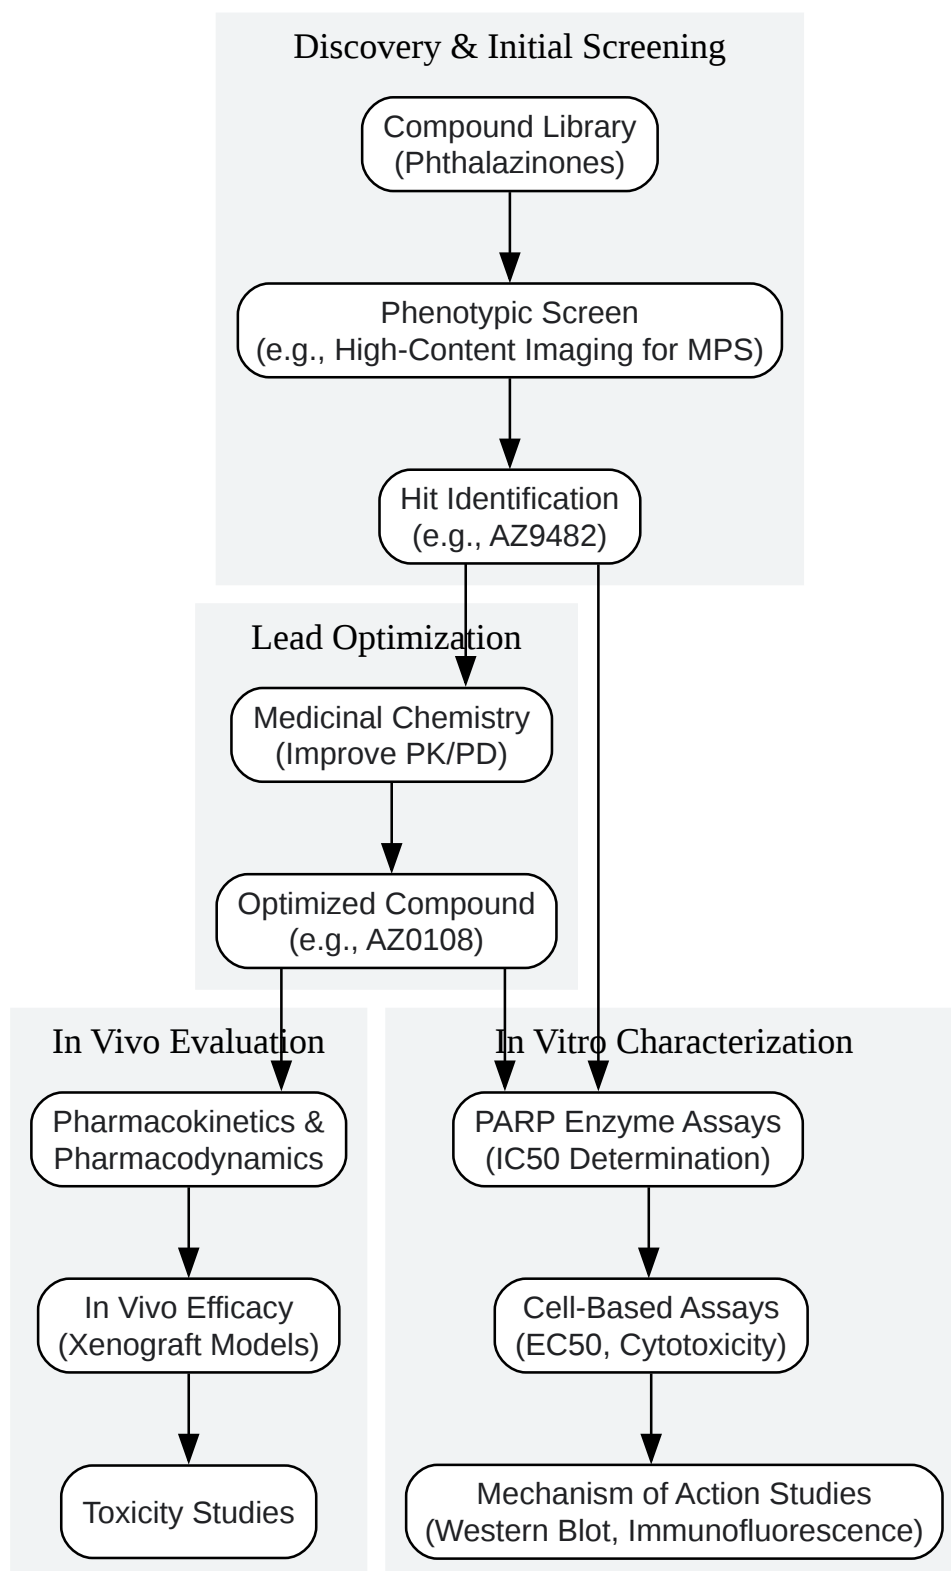 Discovery & Initial Screening
Compound Library
(Phthalazinones)
Phenotypic Screen
(e.g., High-Content Imaging for MPS)
Hit Identification
(e.g., AZ9482)
Lead Optimization
Medicinal Chemistry
(Improve PK/PD)
Optimized Compound
(e.g., AZ0108)
In Vivo Evaluation
Pharmacokinetics &
Pharmacodynamics
In Vivo Efficacy
(Xenograft Models)
Toxicity Studies
In Vitro Characterization
PARP Enzyme Assays
(IC50 Determination)
Cell-Based Assays
(EC50, Cytotoxicity)
Mechanism of Action Studies
(Western Blot, Immunofluorescence)